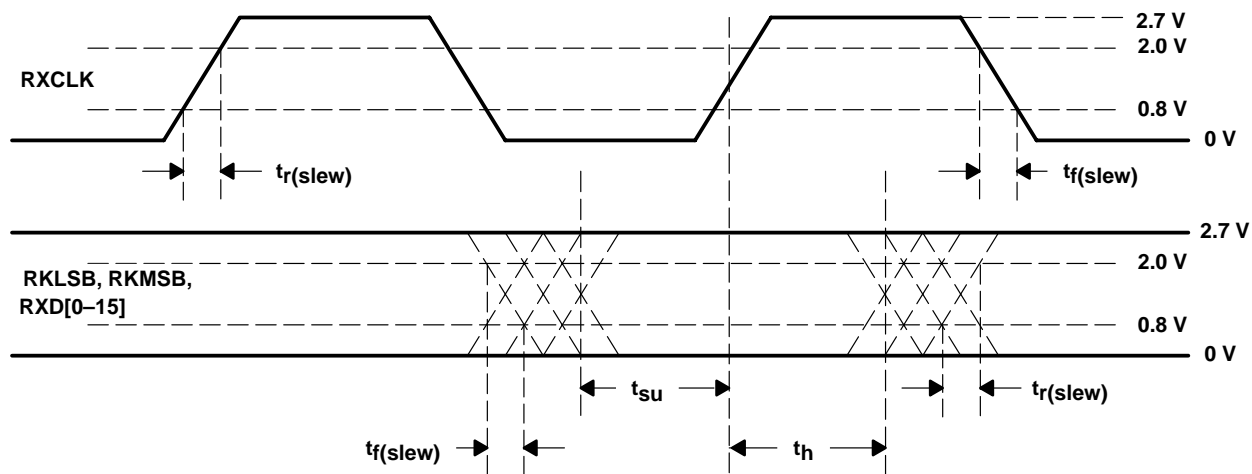 2.7 V
2.0 V
RXCLK
0.8 V
0 V
tr(slew)
tf(slew)
2.7 V
RKLSB, RKMSB,
RXD[0–15]
2.0 V
0.8 V
0 V
tsu
tr(slew)
tf(slew)
th